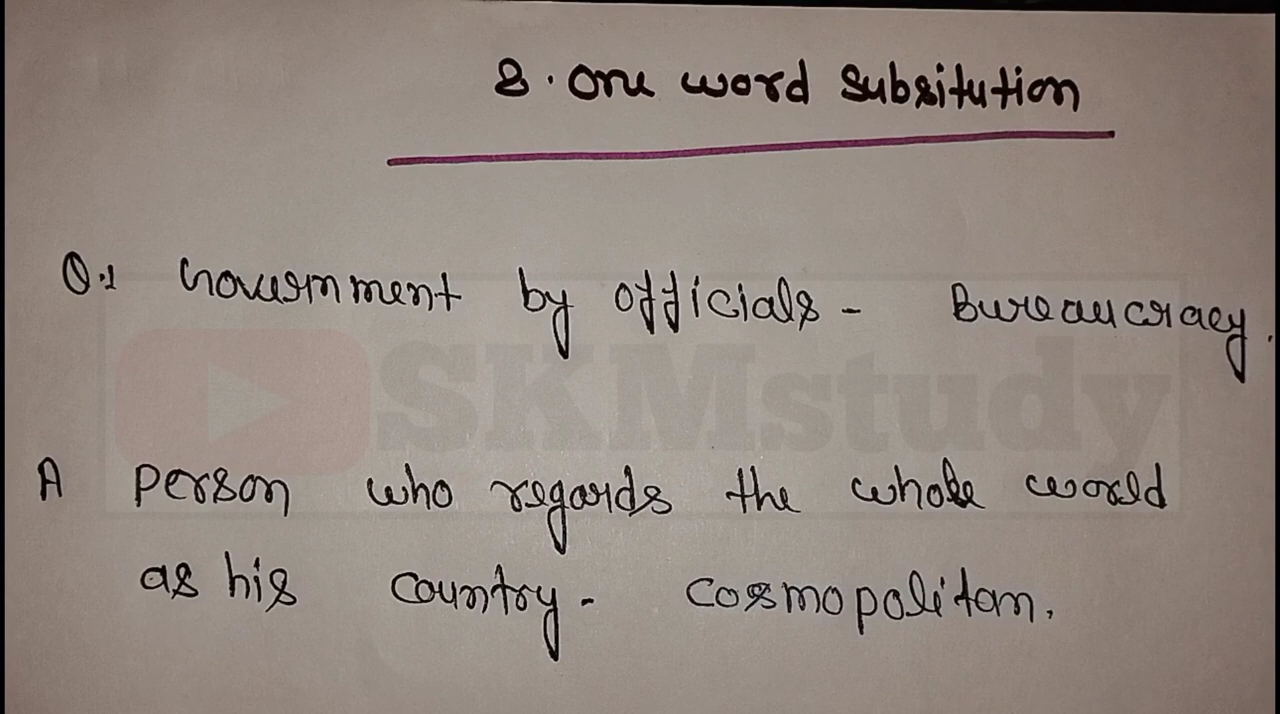 8. One word Subsitution
Q.1 Government by officials - Bureaucracy.
SKMstudy
A person who regards the whole world
as his country - cosmopolitan.